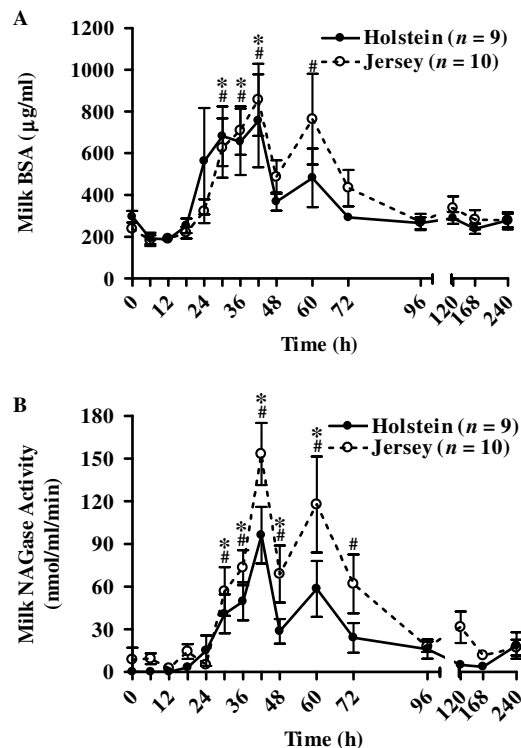 A
Holstein (n = 9)
Jersey (n = 10)
Milk BSA (µg/ml)
1200
1000
800
600
400
200
0
* * * # # # #
0 12 24 36 48 60 72 96 120 168 240
Time (h)
B
Holstein (n = 9)
Jersey (n = 10)
Milk NAGase Activity
(nmol/ml/min)
180
150
120
90
60
30
0
* # * # * # * # * # #
0 12 24 36 48 60 72 96 120 168 240
Time (h)